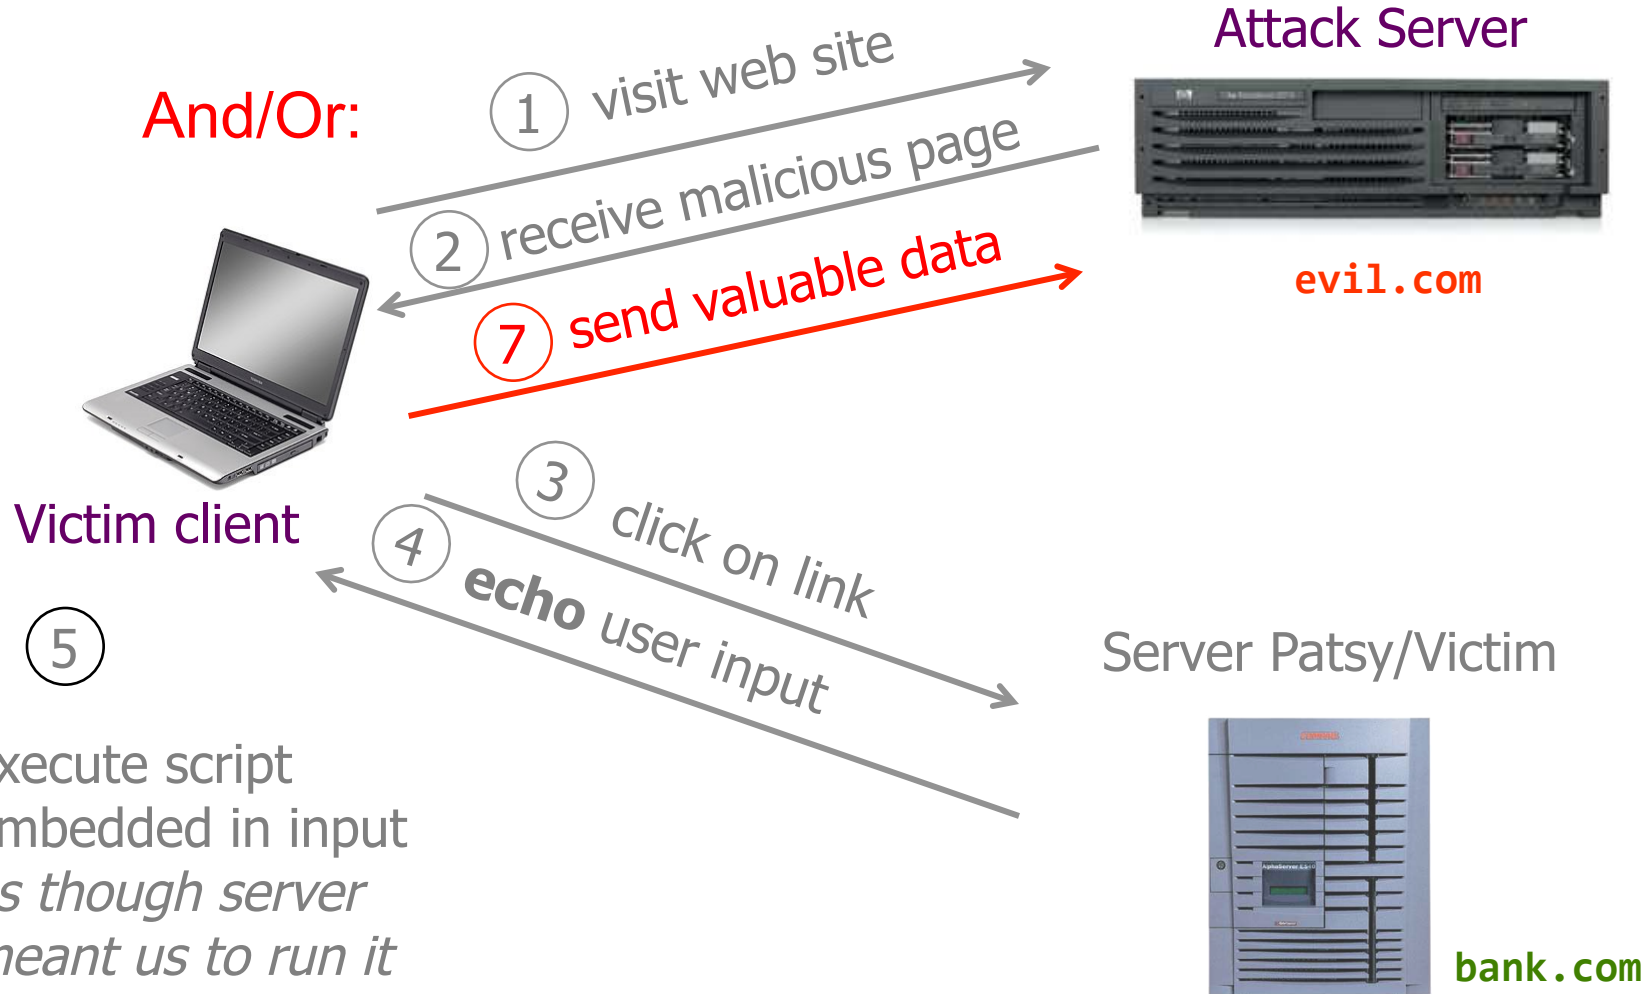 Attack Server
And/Or:
1 visit web site
2 receive malicious page
7 send valuable data
evil.com
Victim client
3 click on link
4 echo user input
5
xecute script
mbedded in input
s though server
meant us to run it
Server Patsy/Victim
bank.com